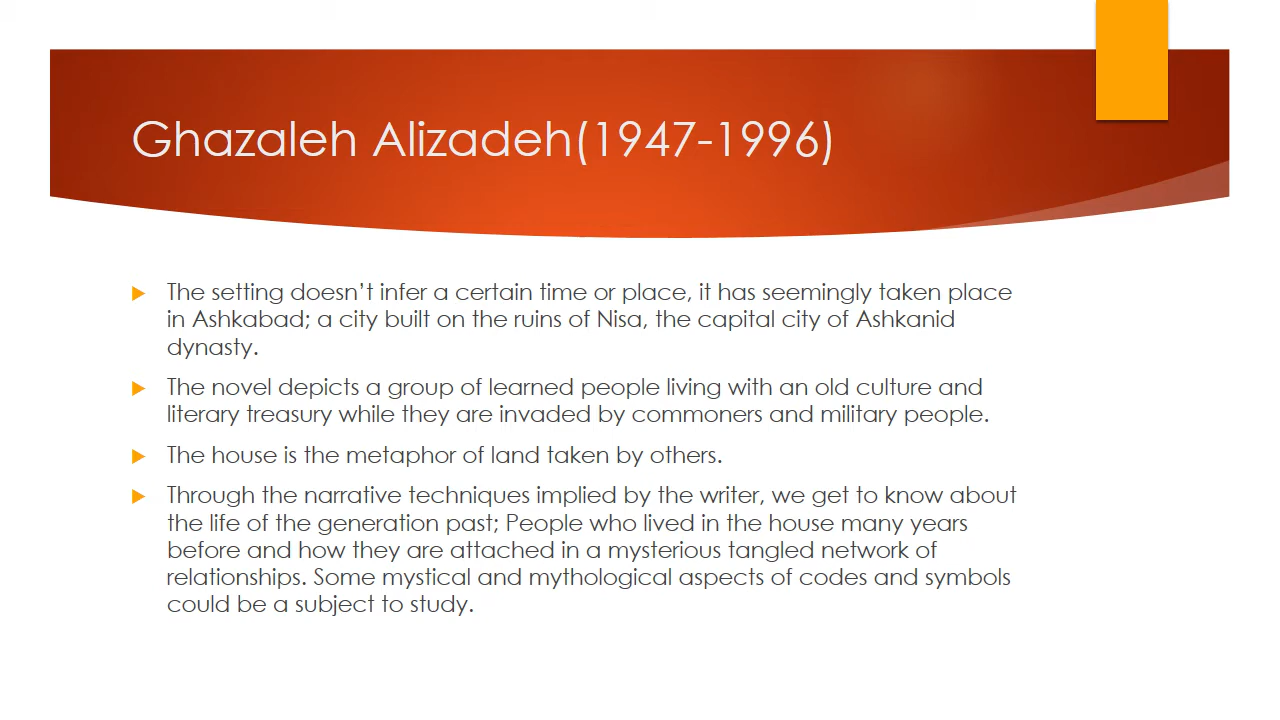 Ghazaleh Alizadeh(1947-1996)
The setting doesn't infer a certain time or place, it has seemingly taken place
in Ashkabad; a city built on the ruins of Nisa, the capital city of Ashkanid
dynasty.
The novel depicts a group of learned people living with an old culture and
literary treasury while they are invaded by commoners and military people.
The house is the metaphor of land taken by others.
Through the narrative techniques implied by the writer, we get to know about
the life of the generation past; People who lived in the house many years
before and how they are attached in a mysterious tangled network of
relationships. Some mystical and mythological aspects of codes and symbols
could be a subject to study.